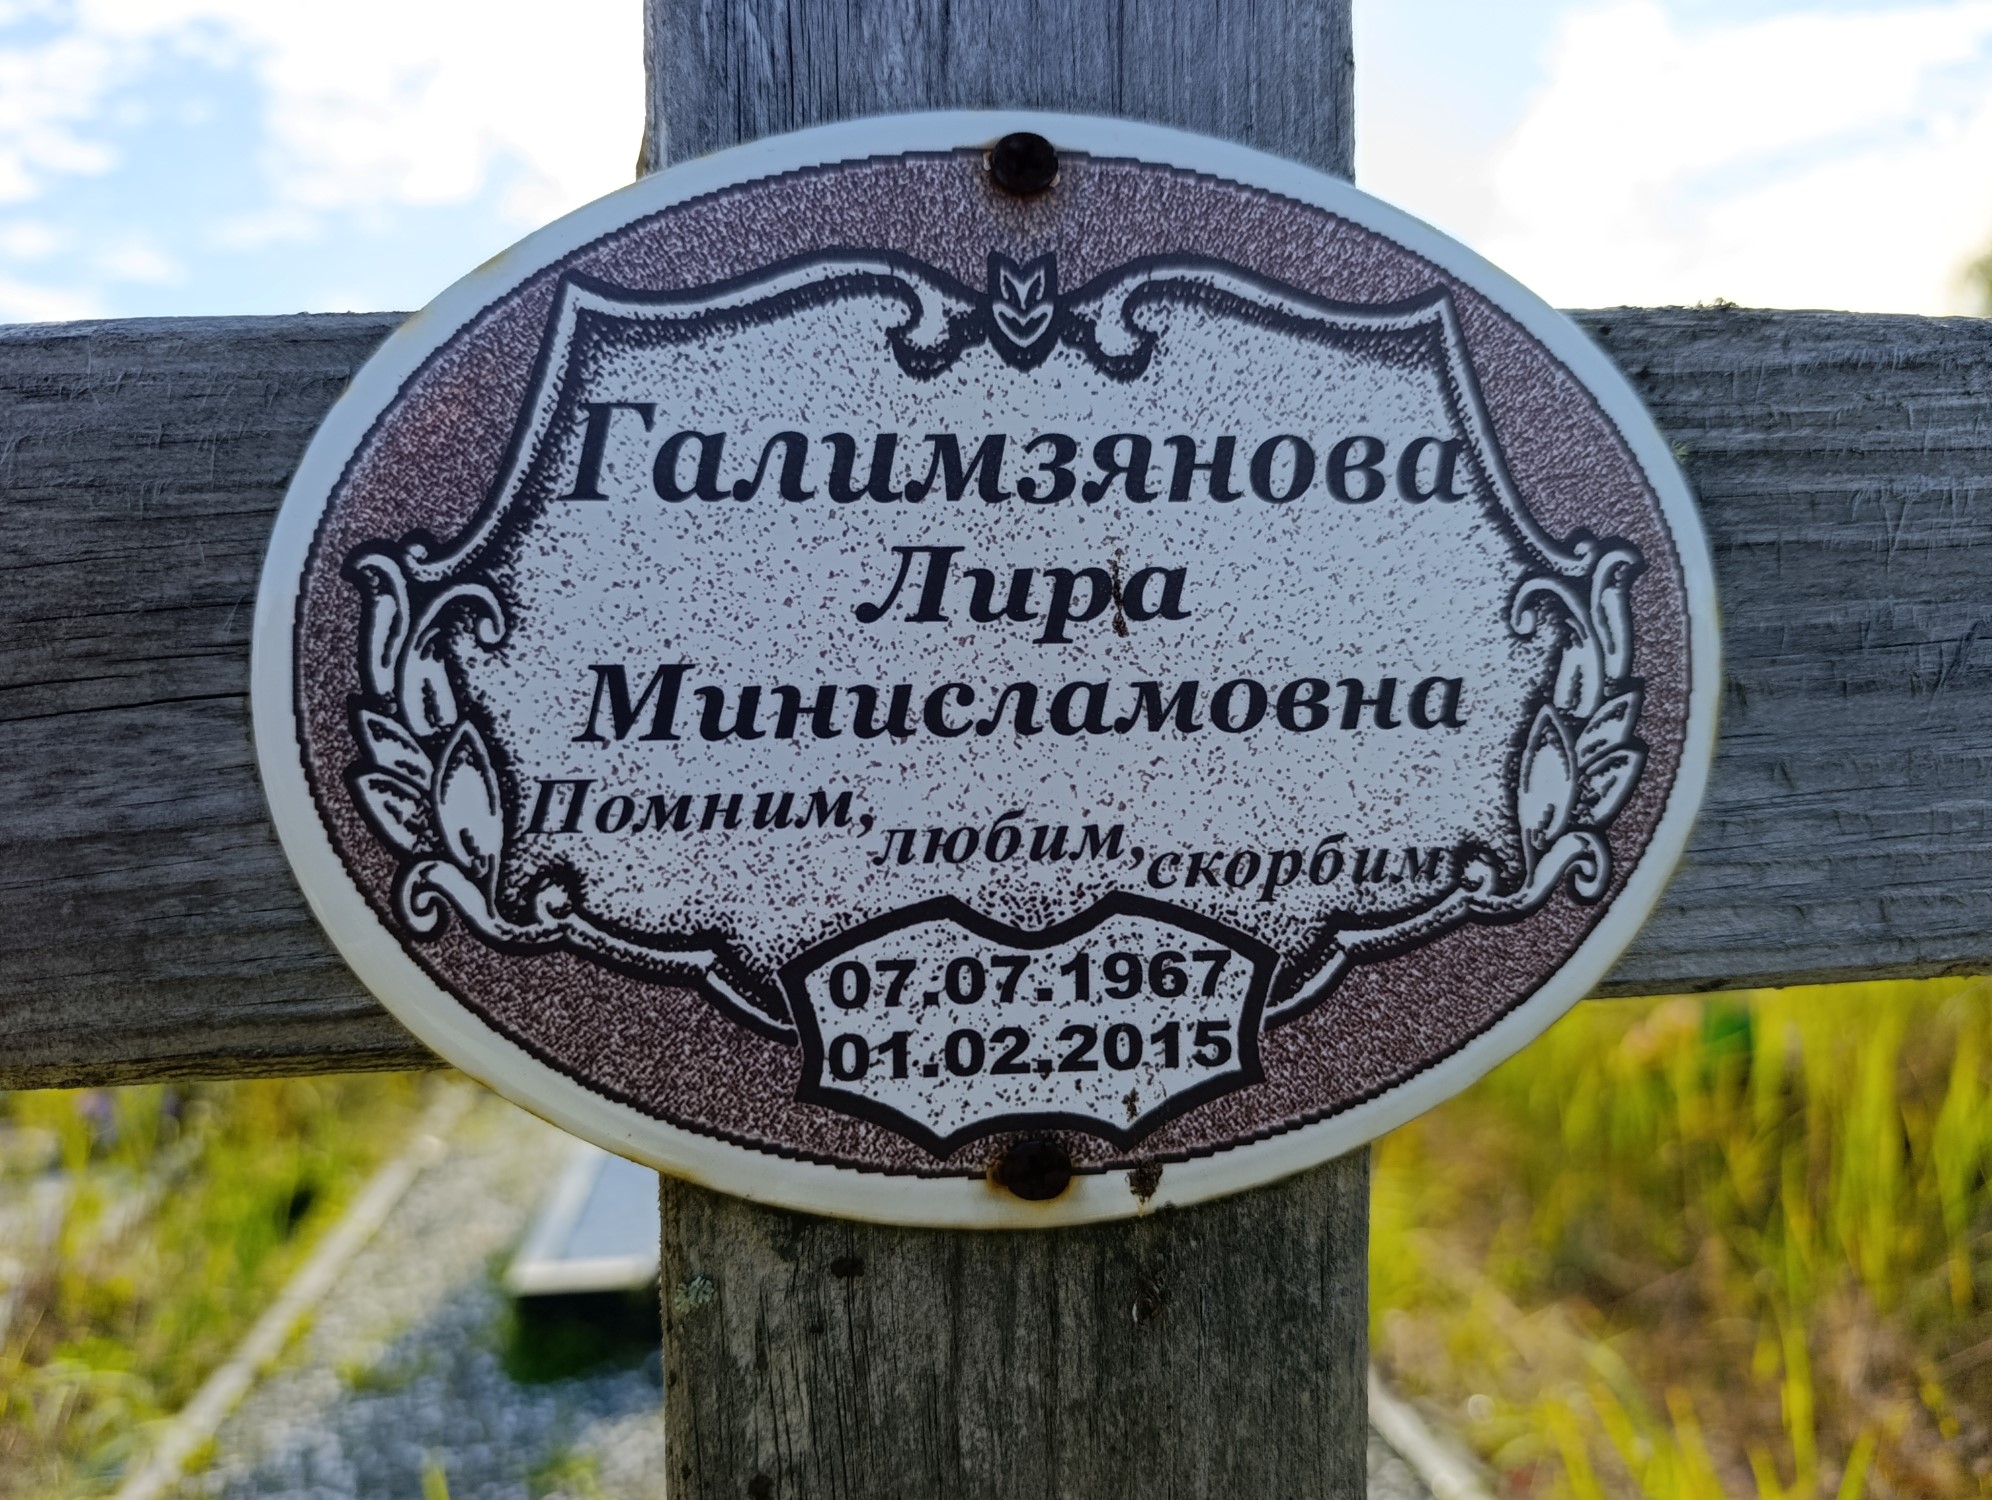 Галимзянова
Лира
Минисламовна
Помним, любим, скорбим
07.07.1967
01.02.2015